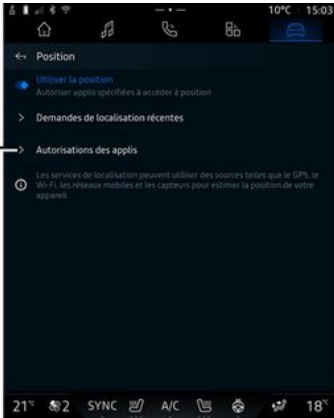 10°C 15:03
Position
Utiliser la position
Autoriser applis spécifiées à accéder à position
Demandes de localisation récentes
Autorisations des applis
Les services de localisation peuvent utiliser des sources telles que le GPS, le
Wi-Fi, les réseaux mobiles et les capteurs pour estimer la position de votre
appareil.
21° 2 SYNC A/C 18°